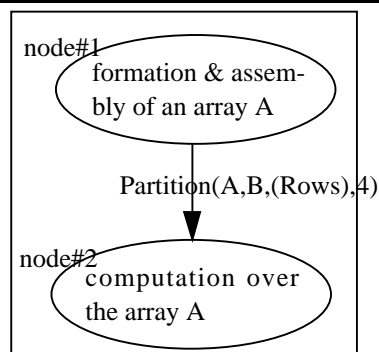 node#1
formation & assem-
bly of an array A
Partition(A,B,(Rows),4)
node#2
computation over
the array A